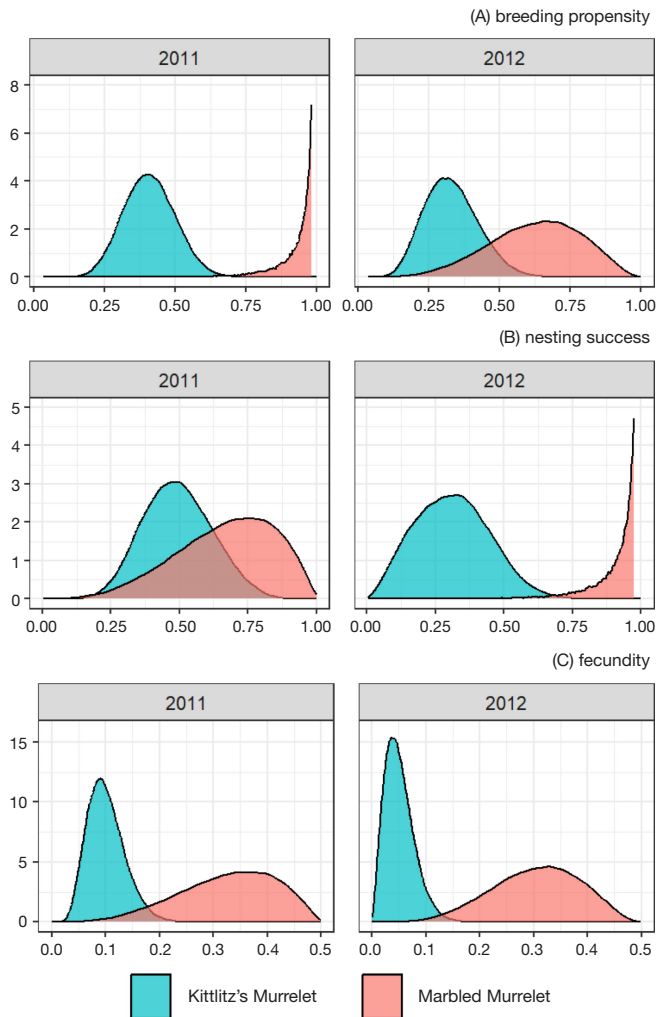 (A) breeding propensity
2011 2012
8
6
4
2
0
0.00 0.25 0.50 0.75 1.00 0.00 0.25 0.50 0.75 1.00
(B) nesting success
2011 2012
5
4
3
2
1
0
0.00 0.25 0.50 0.75 1.00 0.00 0.25 0.50 0.75 1.00
(C) fecundity
2011 2012
15
10
5
0
0.0 0.1 0.2 0.3 0.4 0.5 0.0 0.1 0.2 0.3 0.4 0.5
Kittlitz's Murrelet Marbled Murrelet